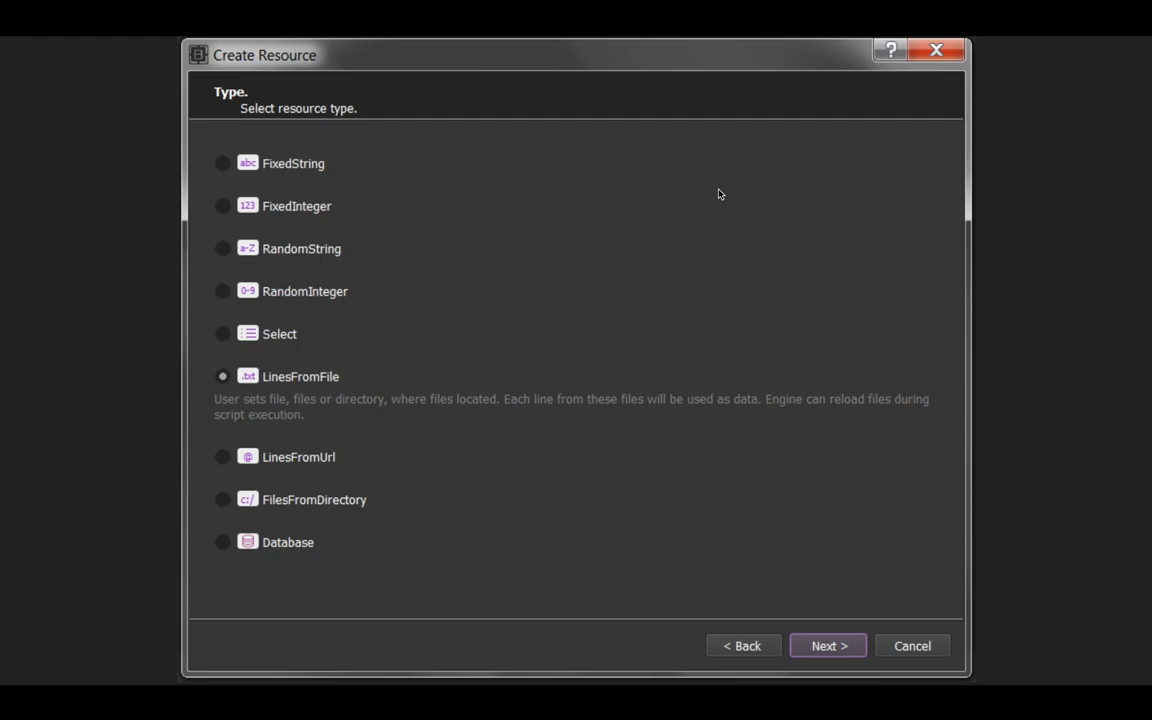 Create Resource
?
Type.
Select resource type.
abc FixedString
123 FixedInteger
a-Z RandomString
0-9 RandomInteger
Select
.txt LinesFromFile
User sets file, files or directory, where files located. Each line from these files will be used as data. Engine can reload files during
script execution.
@ LinesFromUrl
c:/ FilesFromDirectory
Database
< Back
Next >
Cancel